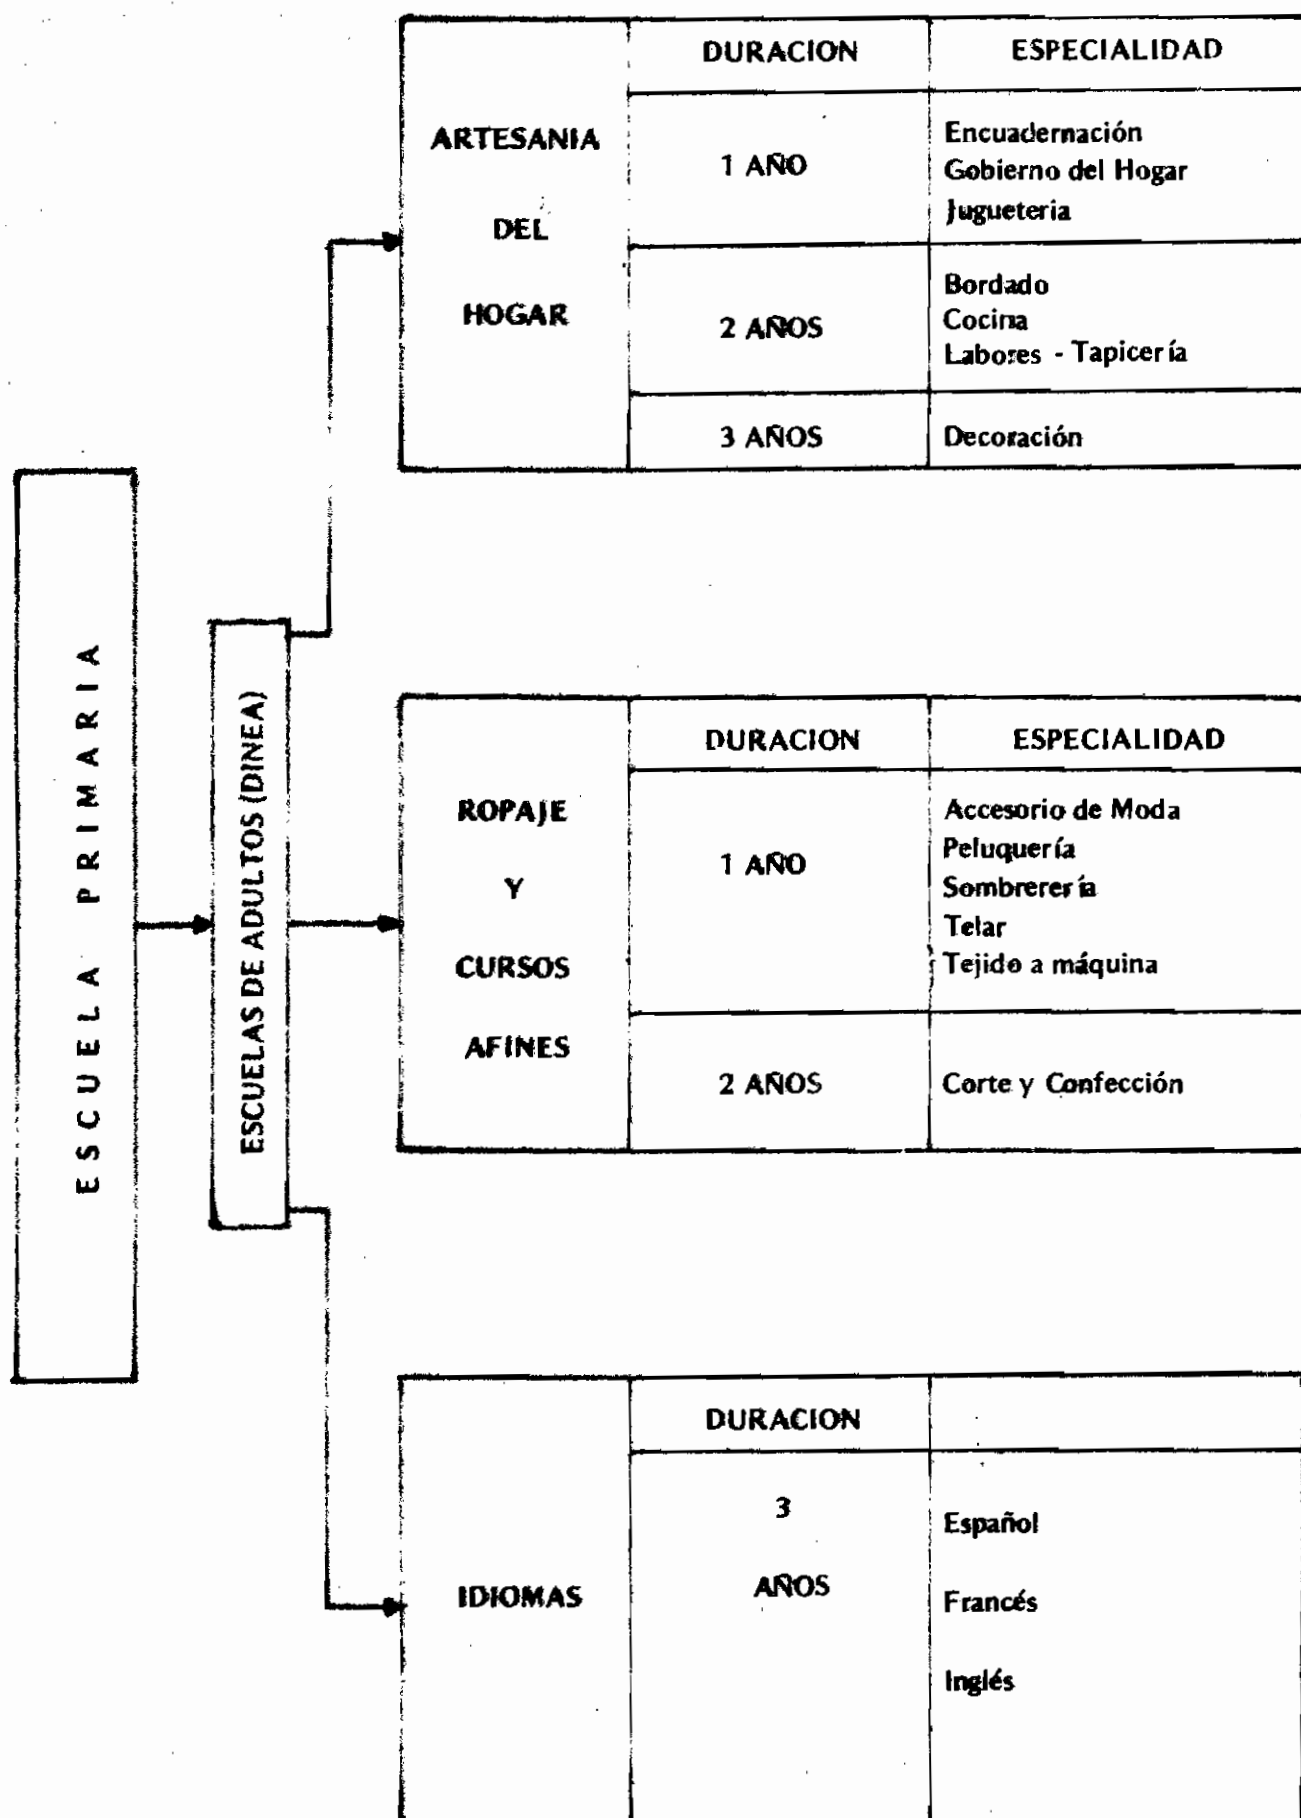 ESCUELA PRIMARIA
ESCUELAS DE ADULTOS (DINEA)
ARTESANIA
DEL
HOGAR
DURACION ESPECIALIDAD
1 AÑO
Encuadernación
Gobierno del Hogar
Jugueteria
2 AÑOS
Bordado
Cocina
Labores - Tapicería
3 AÑOS
Decoración
ROPAJE
Y
CURSOS
AFINES
DURACION ESPECIALIDAD
1 AÑO
Accesorio de Moda
Peluquería
Sombrerería
Telar
Tejido a máquina
2 AÑOS
Corte y Confección
IDIOMAS
DURACION
3
AÑOS
Español
Francés
Inglés